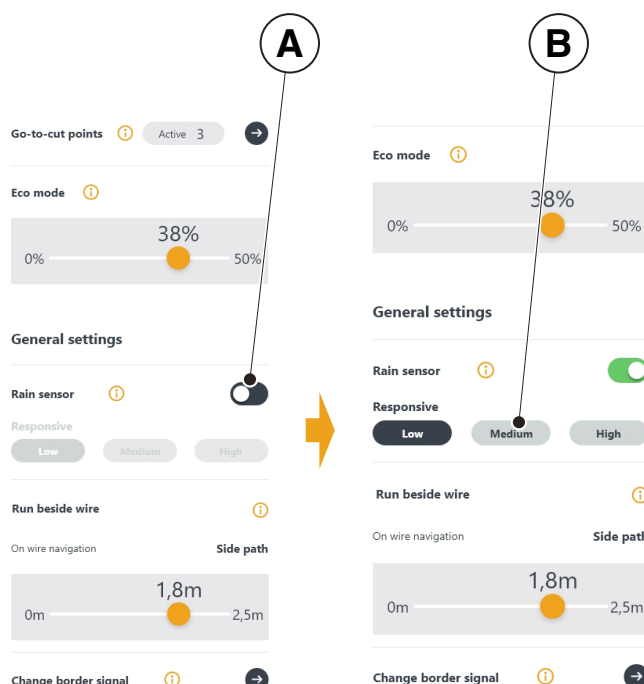 A
Go-to-cut points Active 3
Eco mode
38%
0% 50%
General settings
Rain sensor
Responsive
Low Medium High
Run beside wire
On wire navigation Side path
1,8m
0m 2,5m
Change border signal
B
Eco mode
38%
0% 50%
General settings
Rain sensor
Responsive
Low Medium High
Run beside wire
On wire navigation Side path
1,8m
0m 2,5m
Change border signal